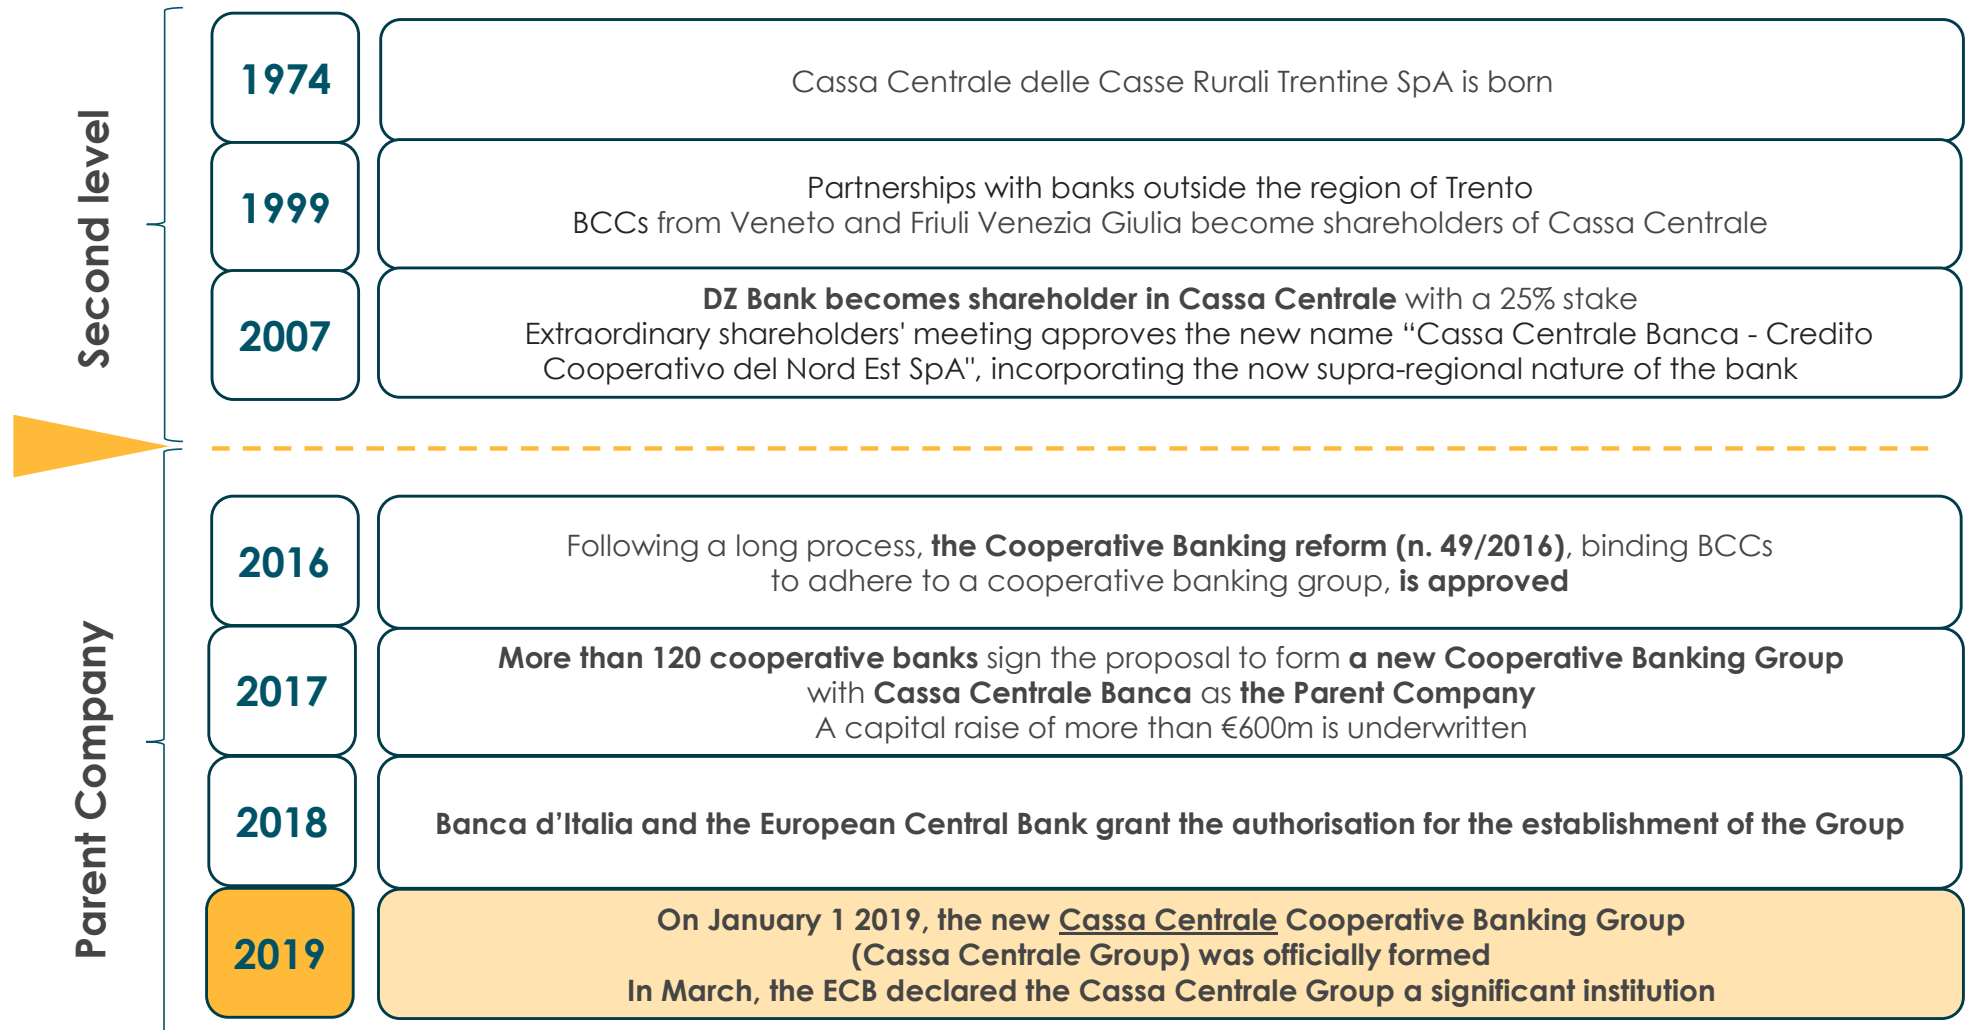 Second level
1974
Cassa Centrale delle Casse Rurali Trentine SpA is born
1999
Partnerships with banks outside the region of Trento
BCCs from Veneto and Friuli Venezia Giulia become shareholders of Cassa Centrale
2007
DZ Bank becomes shareholder in Cassa Centrale with a 25% stake
Extraordinary shareholders' meeting approves the new name “Cassa Centrale Banca - Credito
Cooperativo del Nord Est SpA", incorporating the now supra-regional nature of the bank
Parent Company
2016
Following a long process, the Cooperative Banking reform (n. 49/2016), binding BCCs
to adhere to a cooperative banking group, is approved
2017
More than 120 cooperative banks sign the proposal to form a new Cooperative Banking Group
with Cassa Centrale Banca as the Parent Company
A capital raise of more than €600m is underwritten
2018
Banca d’Italia and the European Central Bank grant the authorisation for the establishment of the Group
2019
On January 1 2019, the new Cassa Centrale Cooperative Banking Group
(Cassa Centrale Group) was officially formed
In March, the ECB declared the Cassa Centrale Group a significant institution